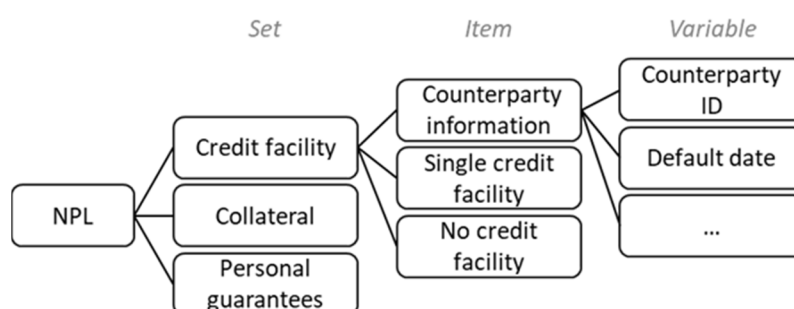 Set
Item
Variable
NPL
Credit facility
Collateral
Personal
guarantees
Counterparty
information
Single credit
facility
No credit
facility
Counterparty
ID
Default date
...